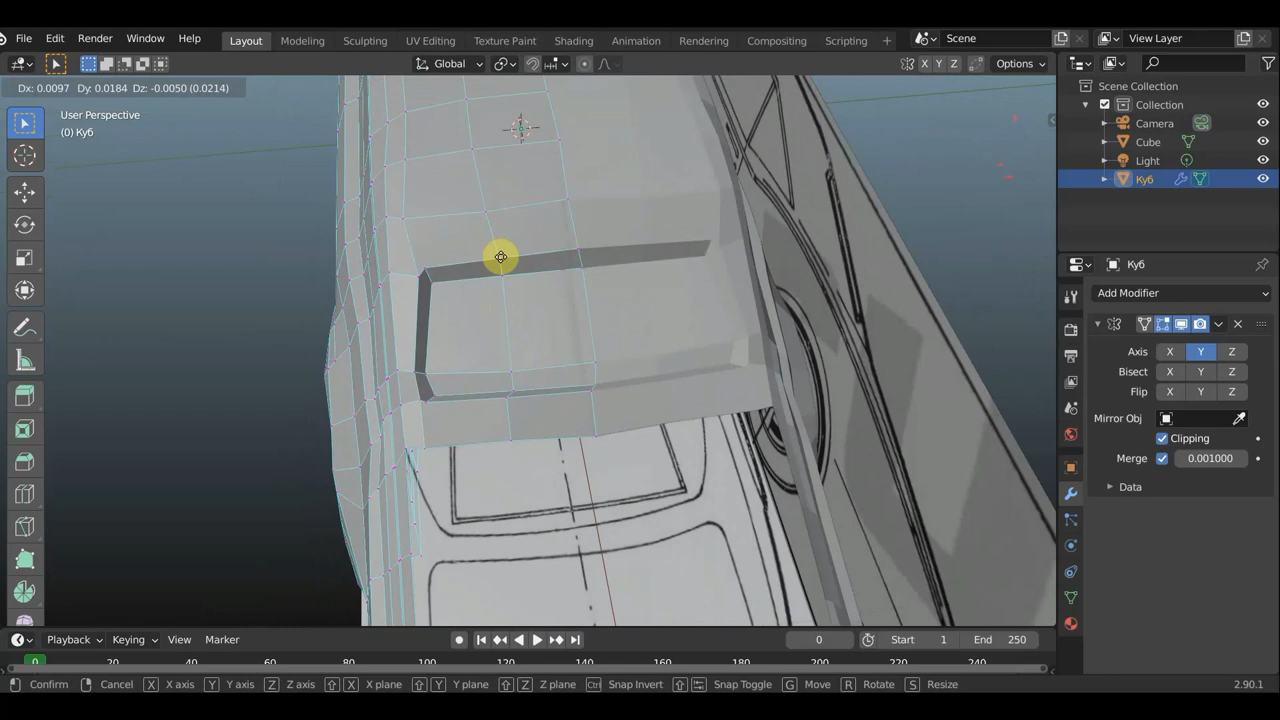 File Edit Render Window Help Layout Modeling Sculpting UV Editing Texture Paint Shading Animation Rendering Compositing Scripting + Scene View Layer
Global X Y Z Options
Dx: 0.0097 Dy: 0.0184 Dz: -0.0050 (0.0214)
User Perspective
(0) Куб
Scene Collection
Collection
Camera
Cube
Light
Куб
Куб
Add Modifier
Axis X Y Z
Bisect X Y Z
Flip X Y Z
Mirror Obj
Clipping
Merge 0.001000
Data
Playback Keying View Marker 0 Start 1 End 250
0 20 40 60 80 100 120 140 160 180 200 220 240
Confirm Cancel X X axis Y Y axis Z Z axis X X plane Y Y plane Z Z plane Ctrl Snap Invert Snap Toggle G Move R Rotate S Resize 2.90.1